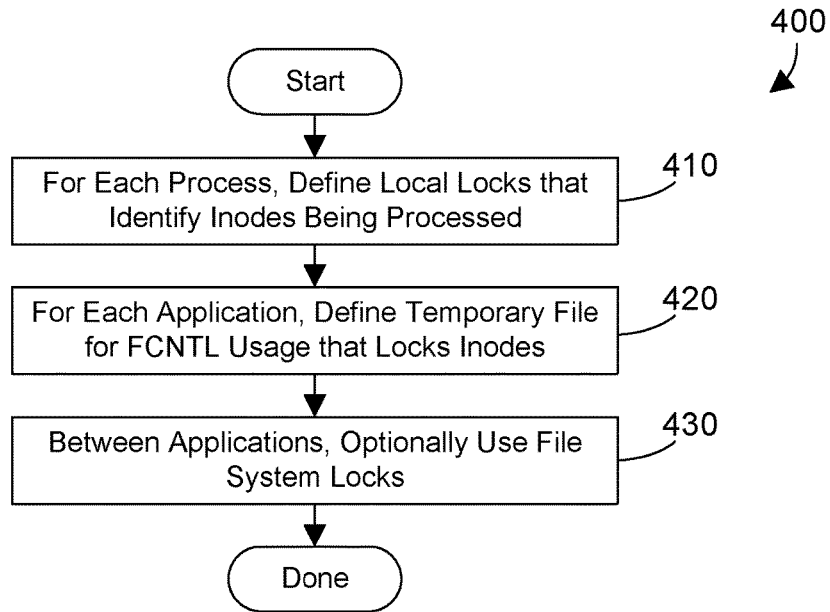 400
Start
For Each Process, Define Local Locks that
Identify Inodes Being Processed
410
For Each Application, Define Temporary File
for FCNTL Usage that Locks Inodes
420
Between Applications, Optionally Use File
System Locks
430
Done